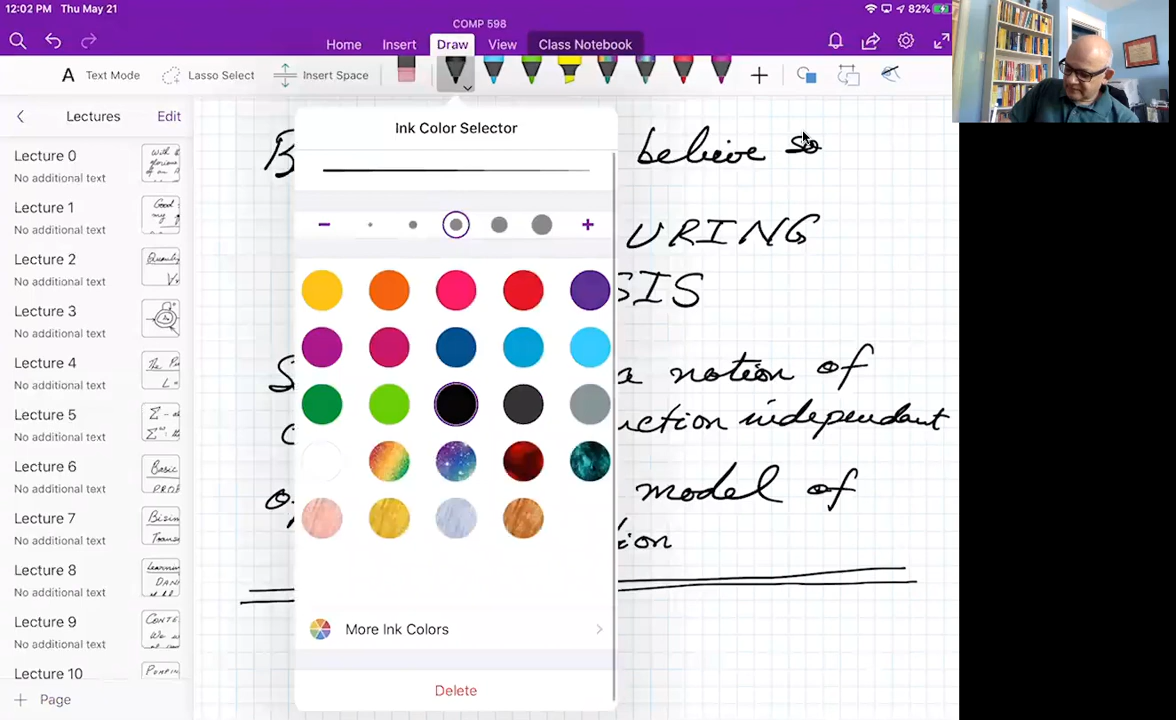 12:02 PM Thu May 21
COMP 598
82%
Home Insert Draw View Class Notebook
A Text Mode Lasso Select Insert Space
Lectures Edit
Lecture 0
No additional text
Lecture 1
No additional text
Lecture 2
No additional text
Lecture 3
No additional text
Lecture 4
No additional text
Lecture 5
No additional text
Lecture 6
No additional text
Lecture 7
No additional text
Lecture 8
No additional text
Lecture 9
No additional text
Lecture 10
Page
Ink Color Selector
More Ink Colors
Delete
B believe so
URING
SIS
S a notion of
ction independent
o model of
ion